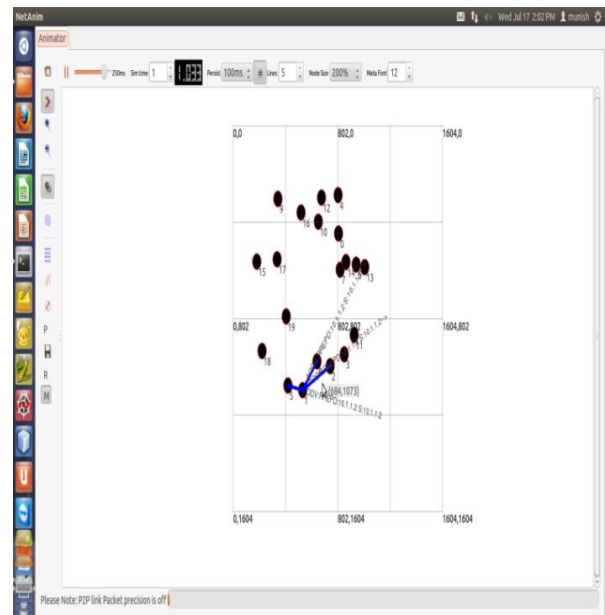 NetAnim Wed Jul 17 2:02 PM munish
Animator
250ms Sim time 1 1.033 Persist 100ms # Lines 5 Node Size 200% Meta Font 12
0,0 802,0 1604,0
9 12 4
16
10
0
15 17 14 13
19
0,802 802,802 1604,802
11
18 3
2
5 1 (684,1073)
0,1604 802,1604 1604,1604
P
R
M
Please Note: P2P link Packet precision is off